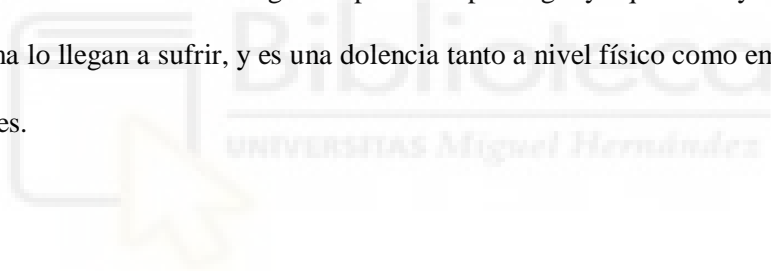 na lo llegan a sufrir, y es una dolencia tanto a nivel físico como en
es.
Biblioteca
UNIVERSITAS Miguel Hernández